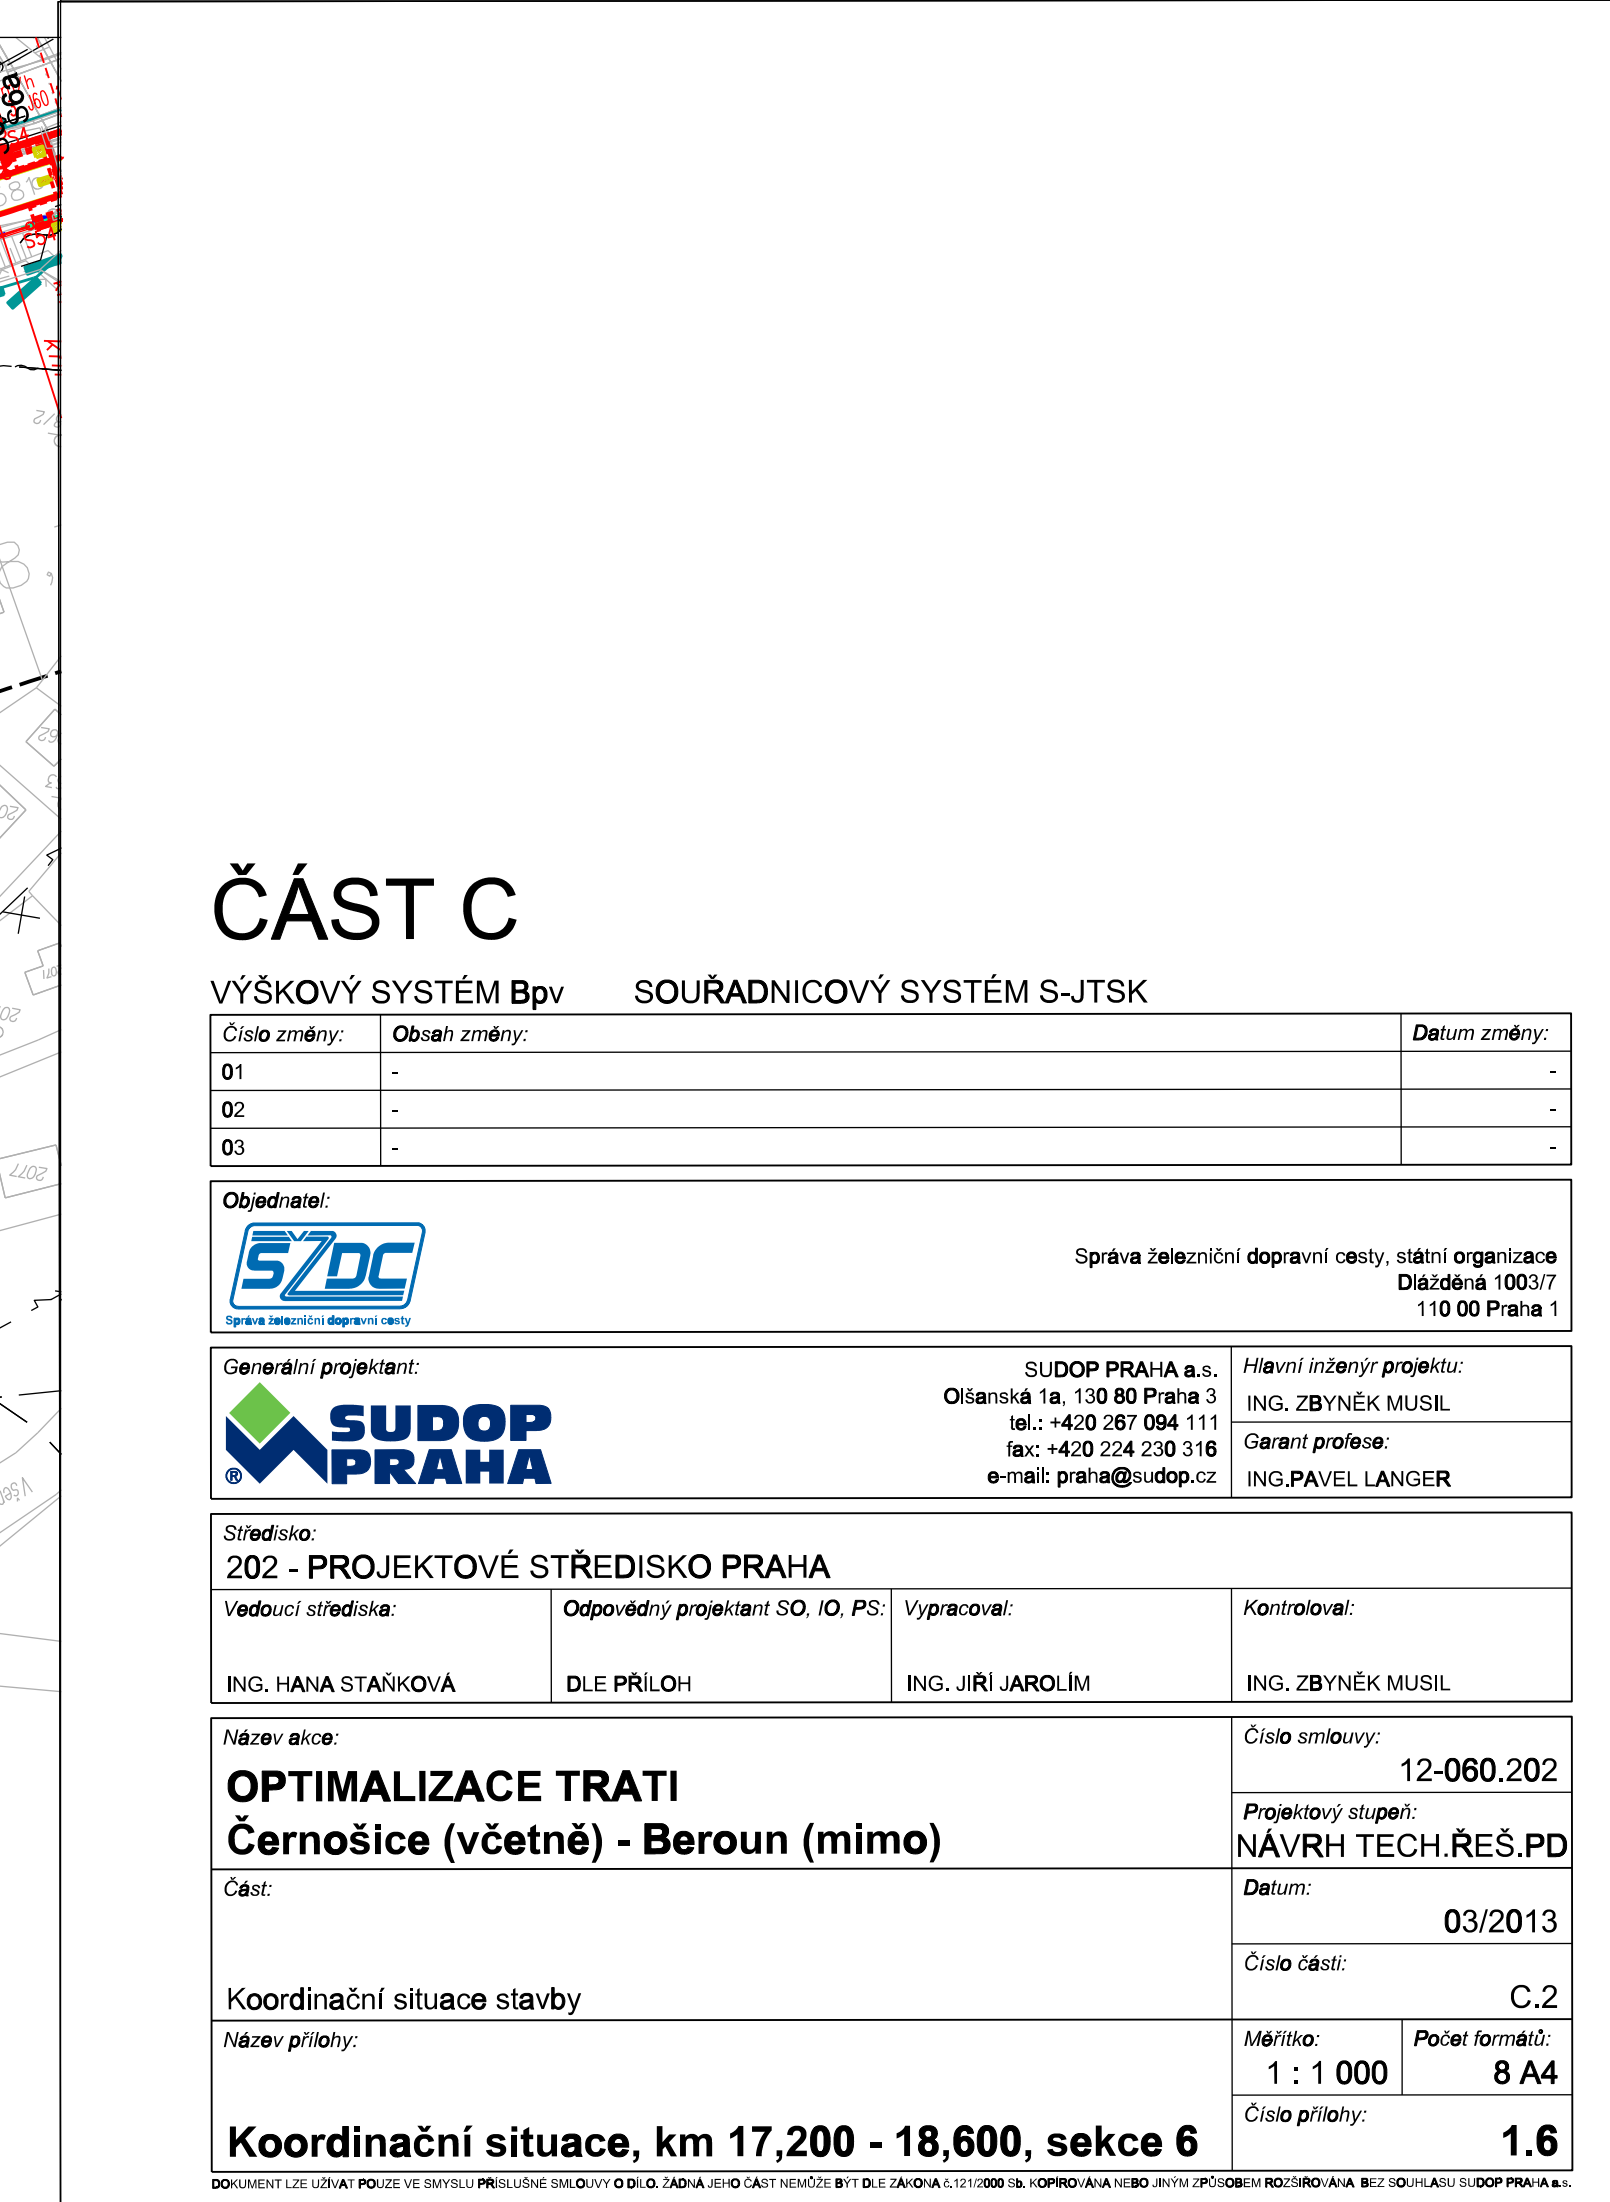 ČÁST C
VÝŠKOVÝ SYSTÉM Bpv SOUŘADNICOVÝ SYSTÉM S-JTSK
Číslo změny: Obsah změny: Datum změny:
01 - -
02 - -
03 - -
Objednatel:
SŽDC
Správa železniční dopravní cesty
Správa železniční dopravní cesty, státní organizace
Dlážděná 1003/7
110 00 Praha 1
Generální projektant:
SUDOP
PRAHA
®
SUDOP PRAHA a.s.
Olšanská 1a, 130 80 Praha 3
tel.: +420 267 094 111
fax: +420 224 230 316
e-mail: praha@sudop.cz
Hlavní inženýr projektu:
ING. ZBYNĚK MUSIL
Garant profese:
ING.PAVEL LANGER
Středisko:
202 - PROJEKTOVÉ STŘEDISKO PRAHA
Vedoucí střediska: Odpovědný projektant SO, IO, PS: Vypracoval: Kontroloval:
ING. HANA STAŇKOVÁ DLE PŘÍLOH ING. JIŘÍ JAROLÍM ING. ZBYNĚK MUSIL
Název akce:
OPTIMALIZACE TRATI
Černošice (včetně) - Beroun (mimo)
Číslo smlouvy:
12-060.202
Projektový stupeň:
NÁVRH TECH.ŘEŠ.PD
Část:
Koordinační situace stavby
Datum:
03/2013
Číslo části:
C.2
Název přílohy:
Koordinační situace, km 17,200 - 18,600, sekce 6
Měřítko: Počet formátů:
1 : 1 000 8 A4
Číslo přílohy:
1.6
DOKUMENT LZE UŽÍVAT POUZE VE SMYSLU PŘÍSLUŠNÉ SMLOUVY O DÍLO. ŽÁDNÁ JEHO ČÁST NEMŮŽE BÝT DLE ZÁKONA č.121/2000 Sb. KOPÍROVÁNA NEBO JINÝM ZPŮSOBEM ROZŠIŘOVÁNA BEZ SOUHLASU SUDOP PRAHA a.s.
S6a
J60
S4
2077